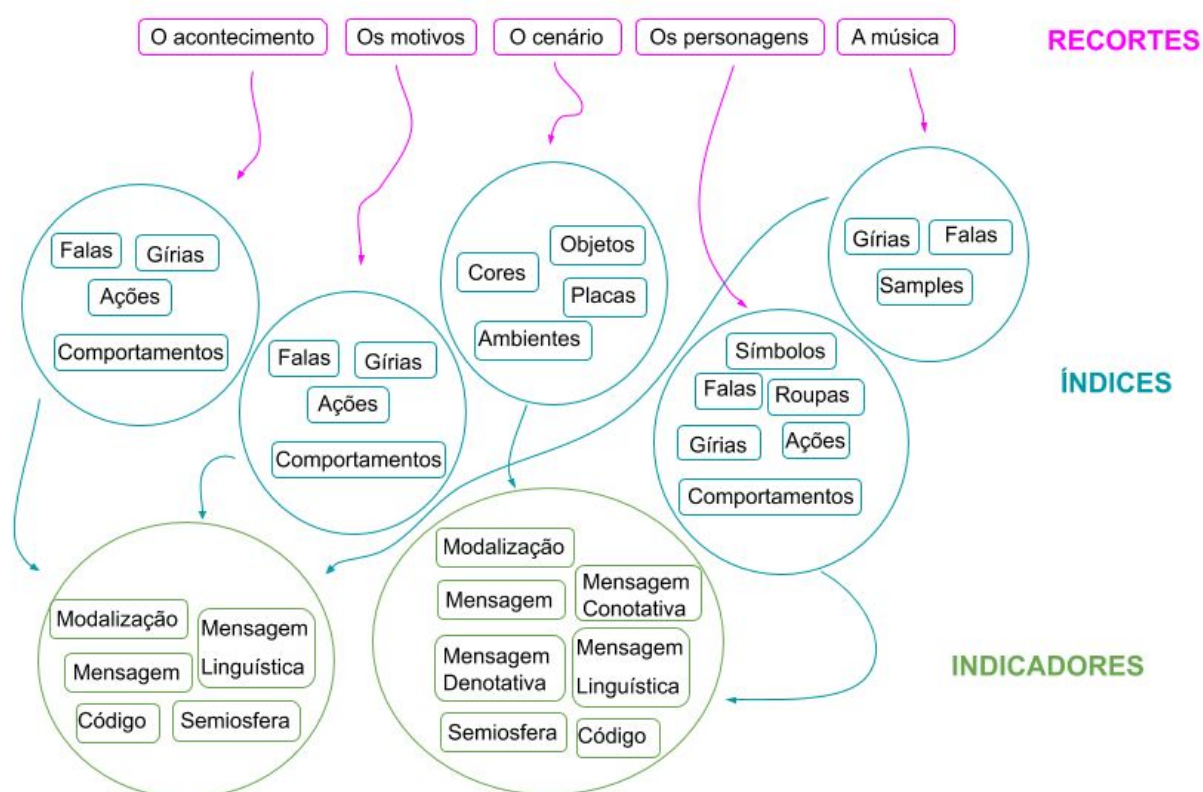 O acontecimento
Os motivos
O cenário
Os personagens
A música
RECORTES
Falas
Gírias
Ações
Comportamentos
Falas
Gírias
Ações
Comportamentos
Objetos
Cores
Placas
Ambientes
Símbolos
Falas
Roupas
Gírias
Ações
Comportamentos
Gírias
Falas
Samples
ÍNDICES
Modalização
Mensagem
Linguística
Mensagem
Código
Semiosfera
Modalização
Mensagem
Conotativa
Mensagem
Mensagem
Denotativa
Mensagem
Linguística
Semiosfera
Código
INDICADORES